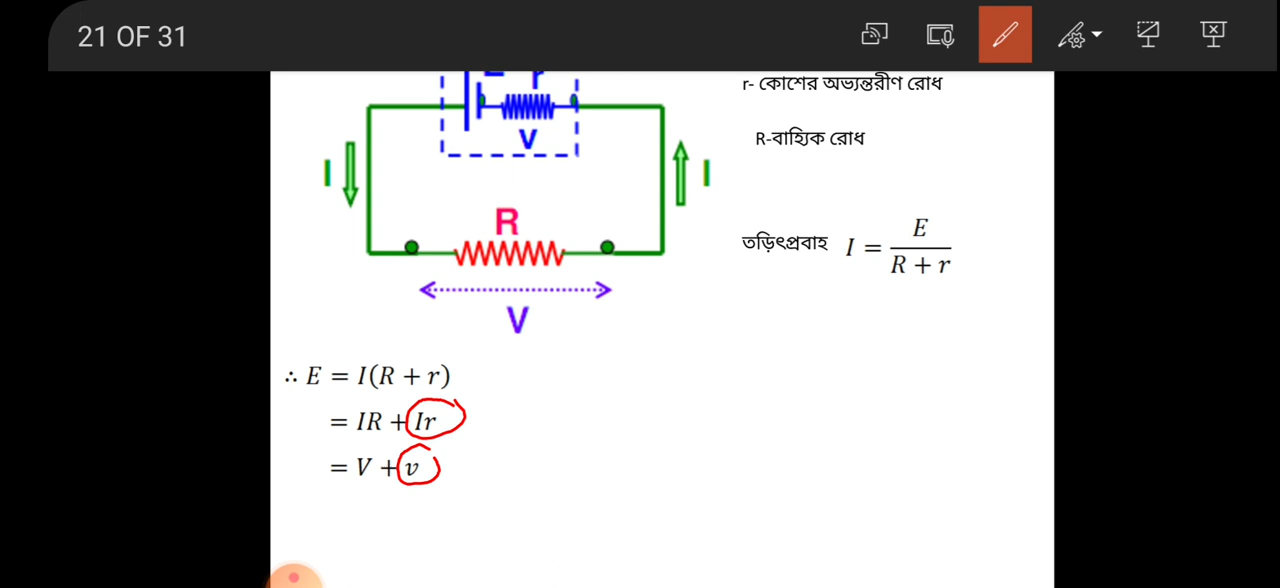 21 OF 31
r
r- কোশের অভ্যন্তরীণ রোধ
V
R-বাহ্যিক রোধ
I
I
R
তড়িৎপ্রবাহ I = E / (R + r)
V
∴ E = I(R + r)
= IR + Ir
= V + v